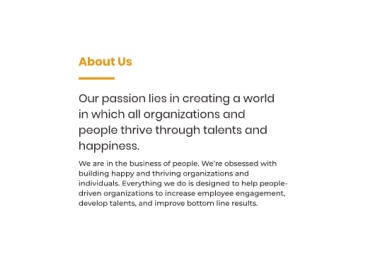 About Us
Our passion lies in creating a world
in which all organizations and
people thrive through talents and
happiness.
We are in the business of people. We're obsessed with
building happy and thriving organizations and
individuals. Everything we do is designed to help people-
driven organizations to increase employee engagement,
develop talents, and improve bottom line results.